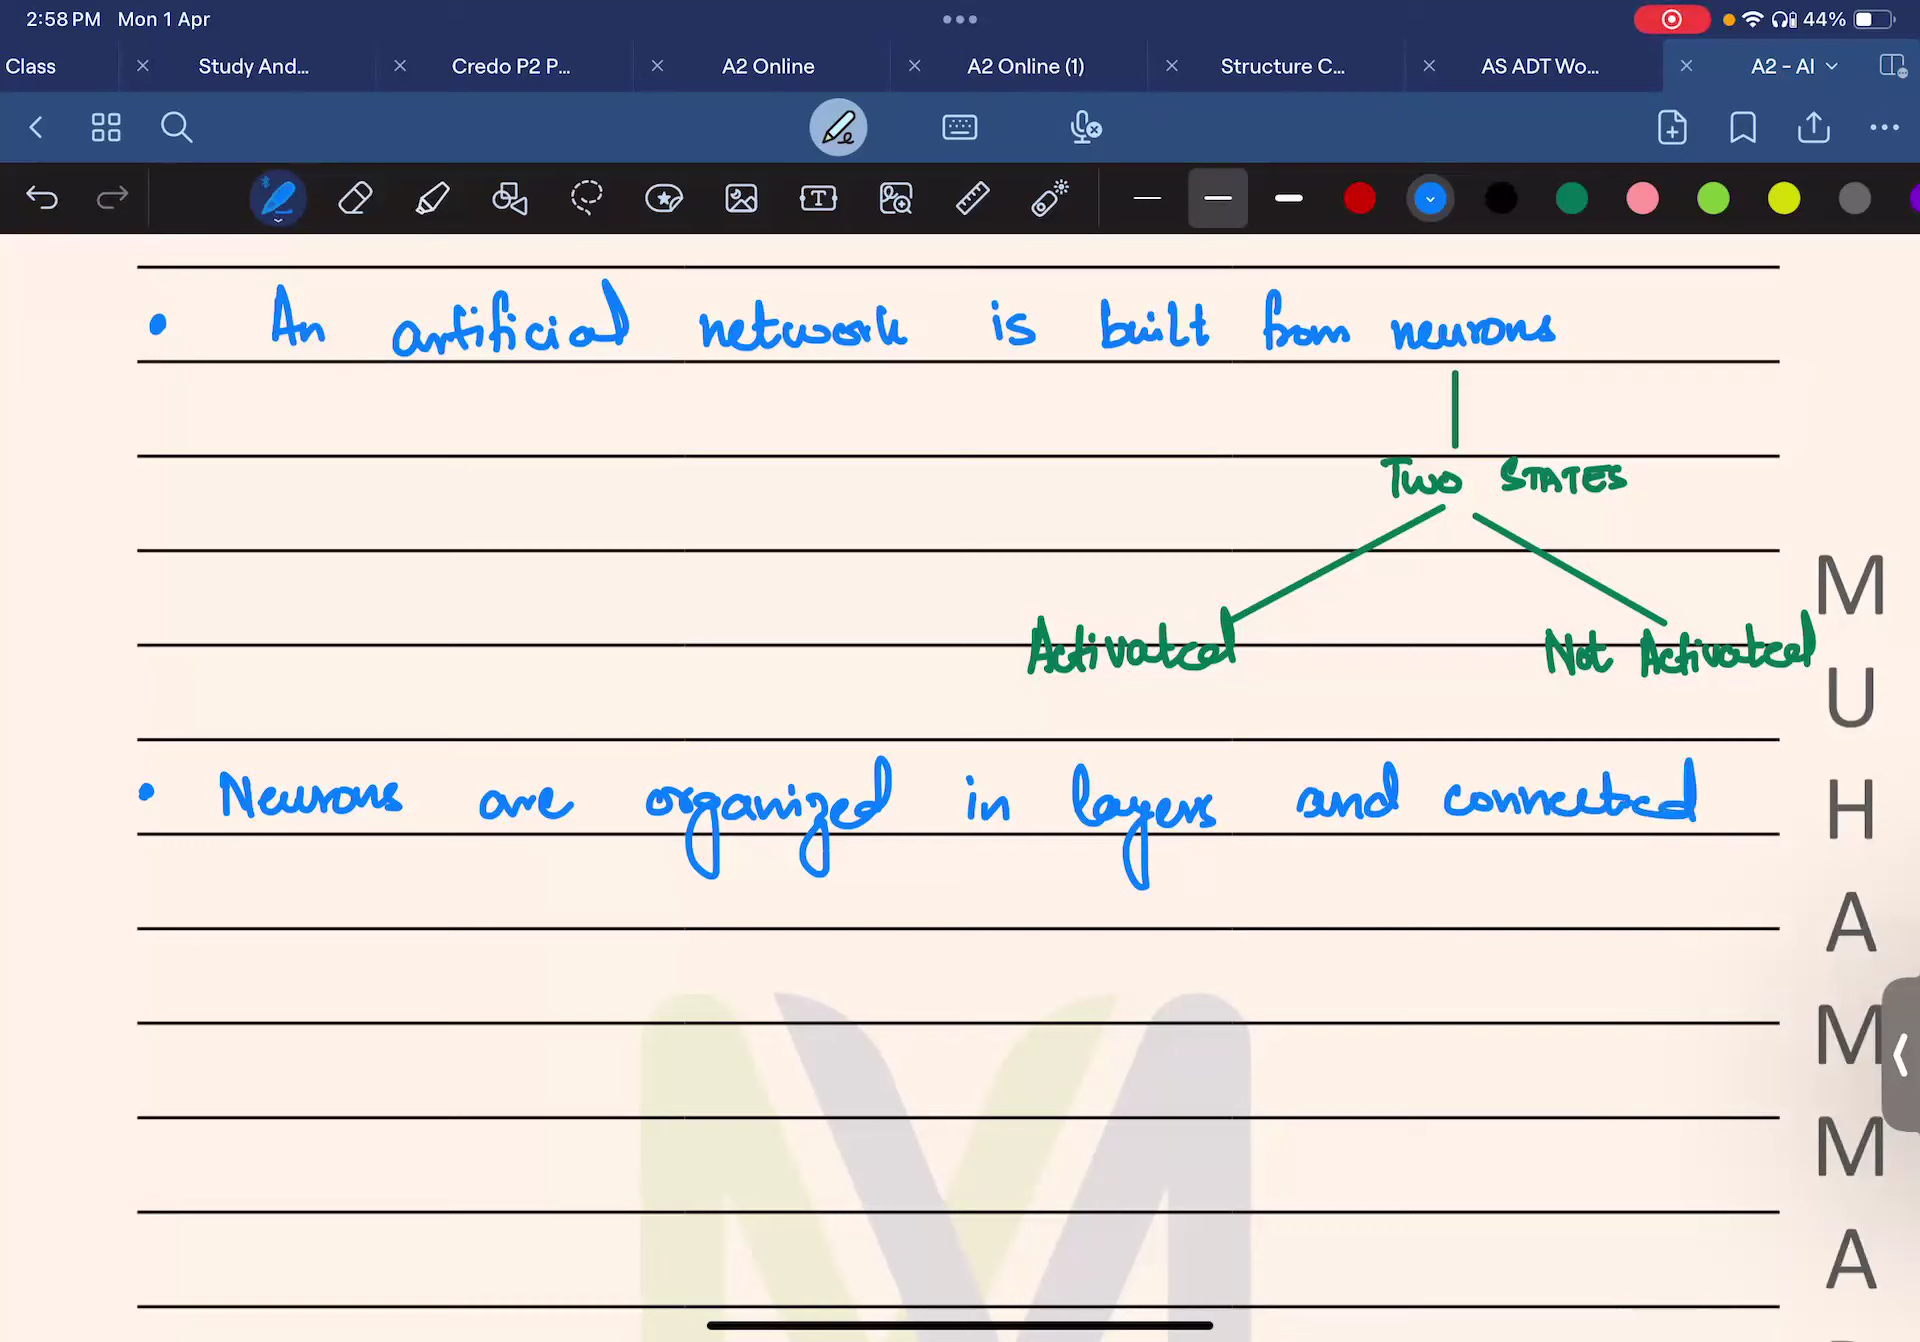 2:58 PM Mon 1 Apr 44%
Class Study And... Credo P2 P... A2 Online A2 Online (1) Structure C... AS ADT Wo... A2 - AI
• An artificial network is built from neurons
Two STATES
Activated Not Activated
• Neurons are organized in layers and connected
M
U
H
A
M
M
A